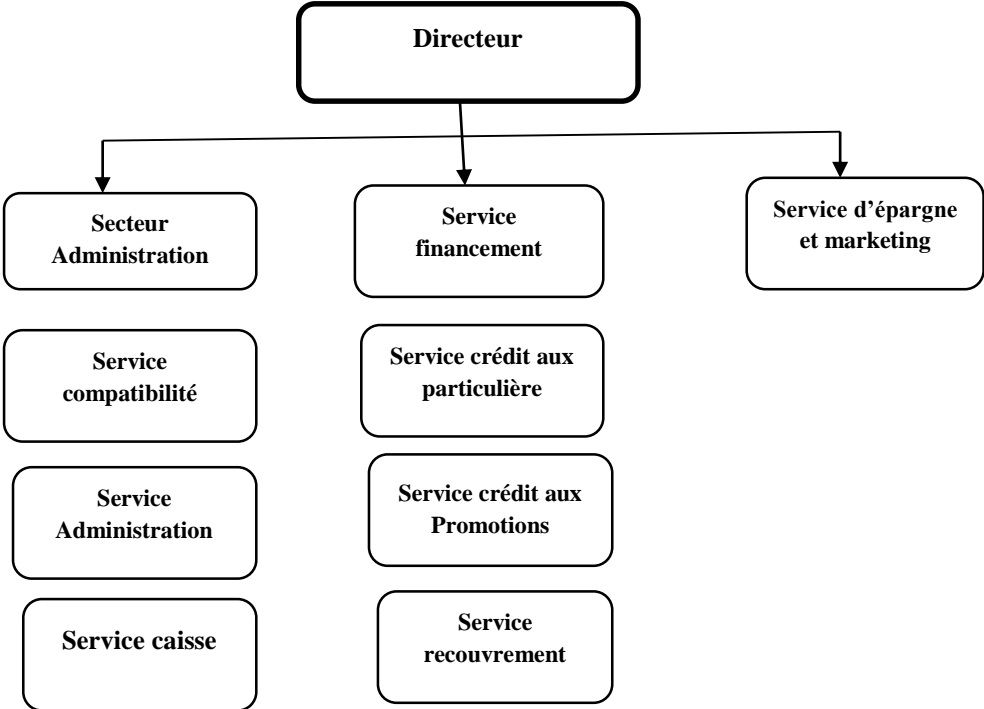 Directeur
Secteur
Administration
Service
financement
Service d'épargne
et marketing
Service
compatibilité
Service crédit aux
particulière
Service
Administration
Service crédit aux
Promotions
Service caisse
Service
recouvrement